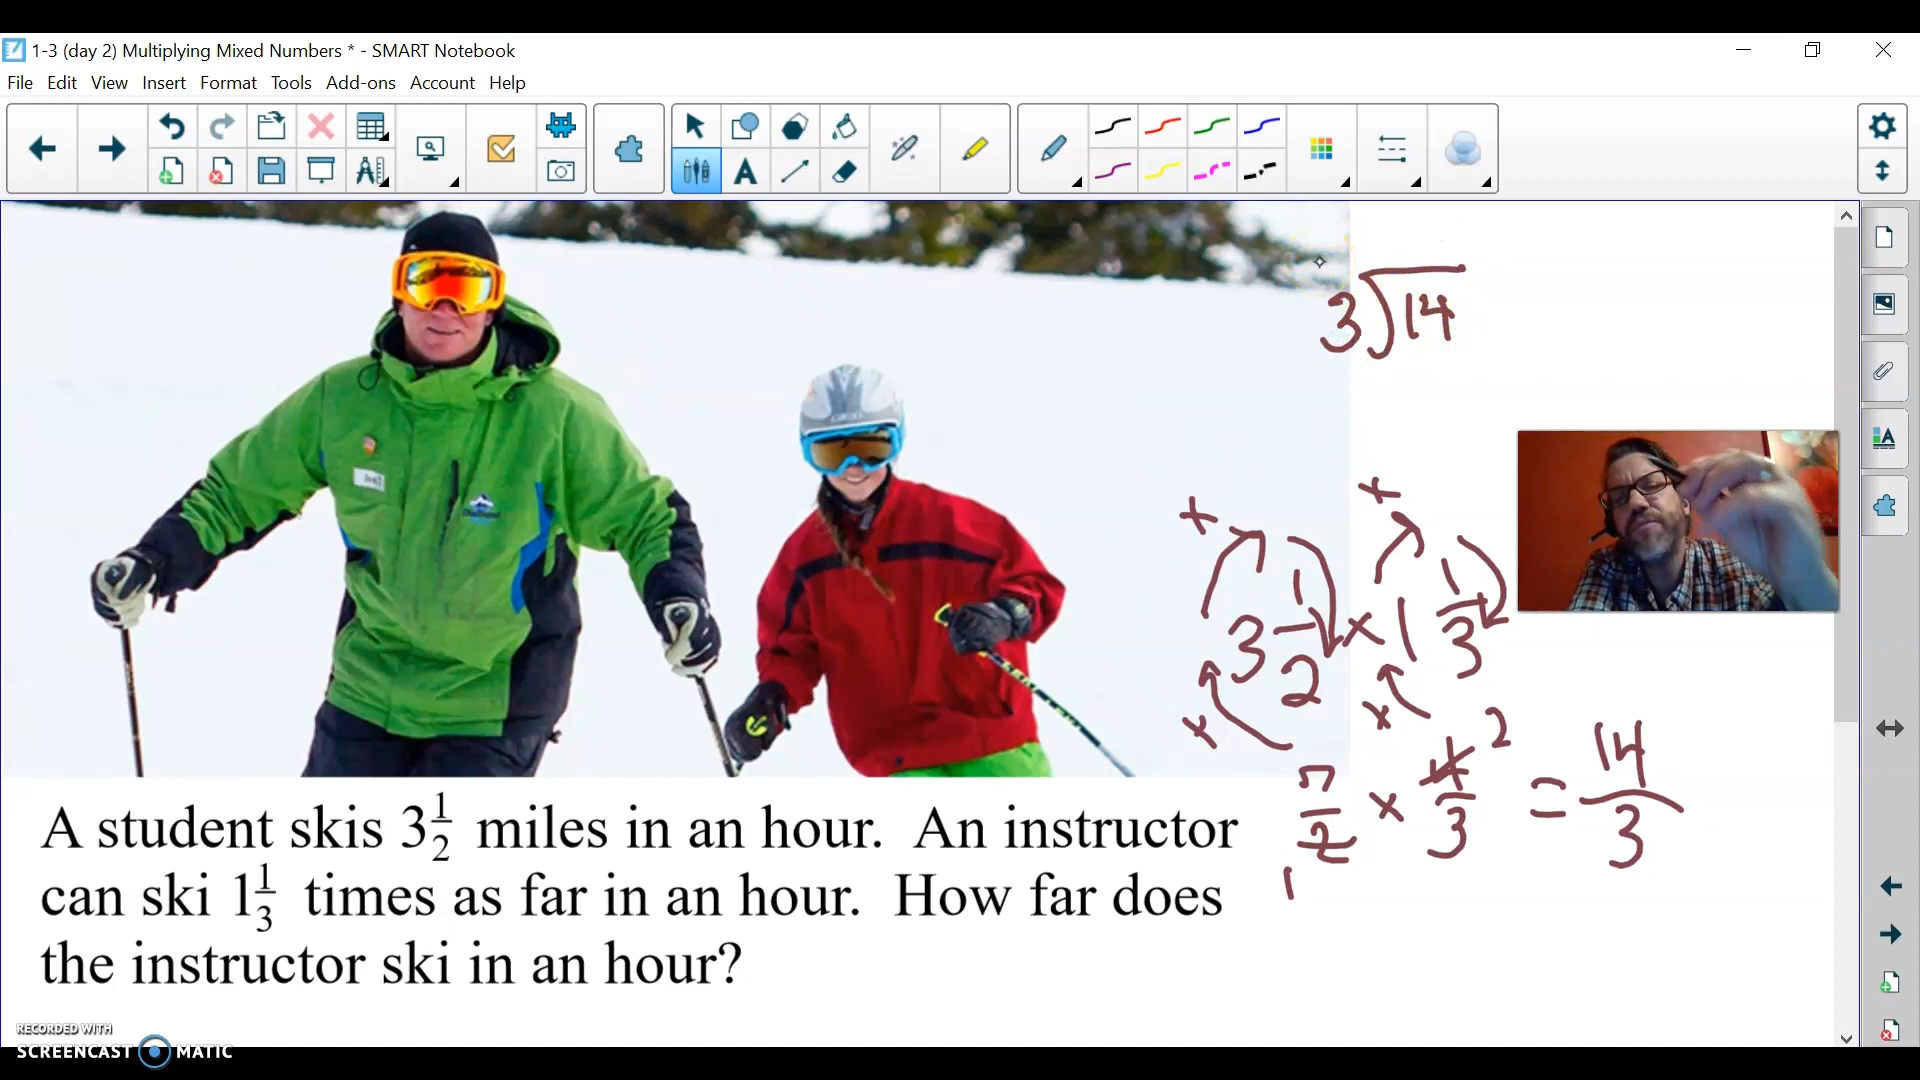 1-3 (day 2) Multiplying Mixed Numbers * - SMART Notebook
File Edit View Insert Format Tools Add-ons Account Help
3)14
3 1/2 × 1 1/3
7/2 × 4/3 = 14/3
2
1
×
×
×
+
A student skis 3 1/2 miles in an hour. An instructor
can ski 1 1/3 times as far in an hour. How far does
the instructor ski in an hour?
RECORDED WITH
SCREENCAST MATIC